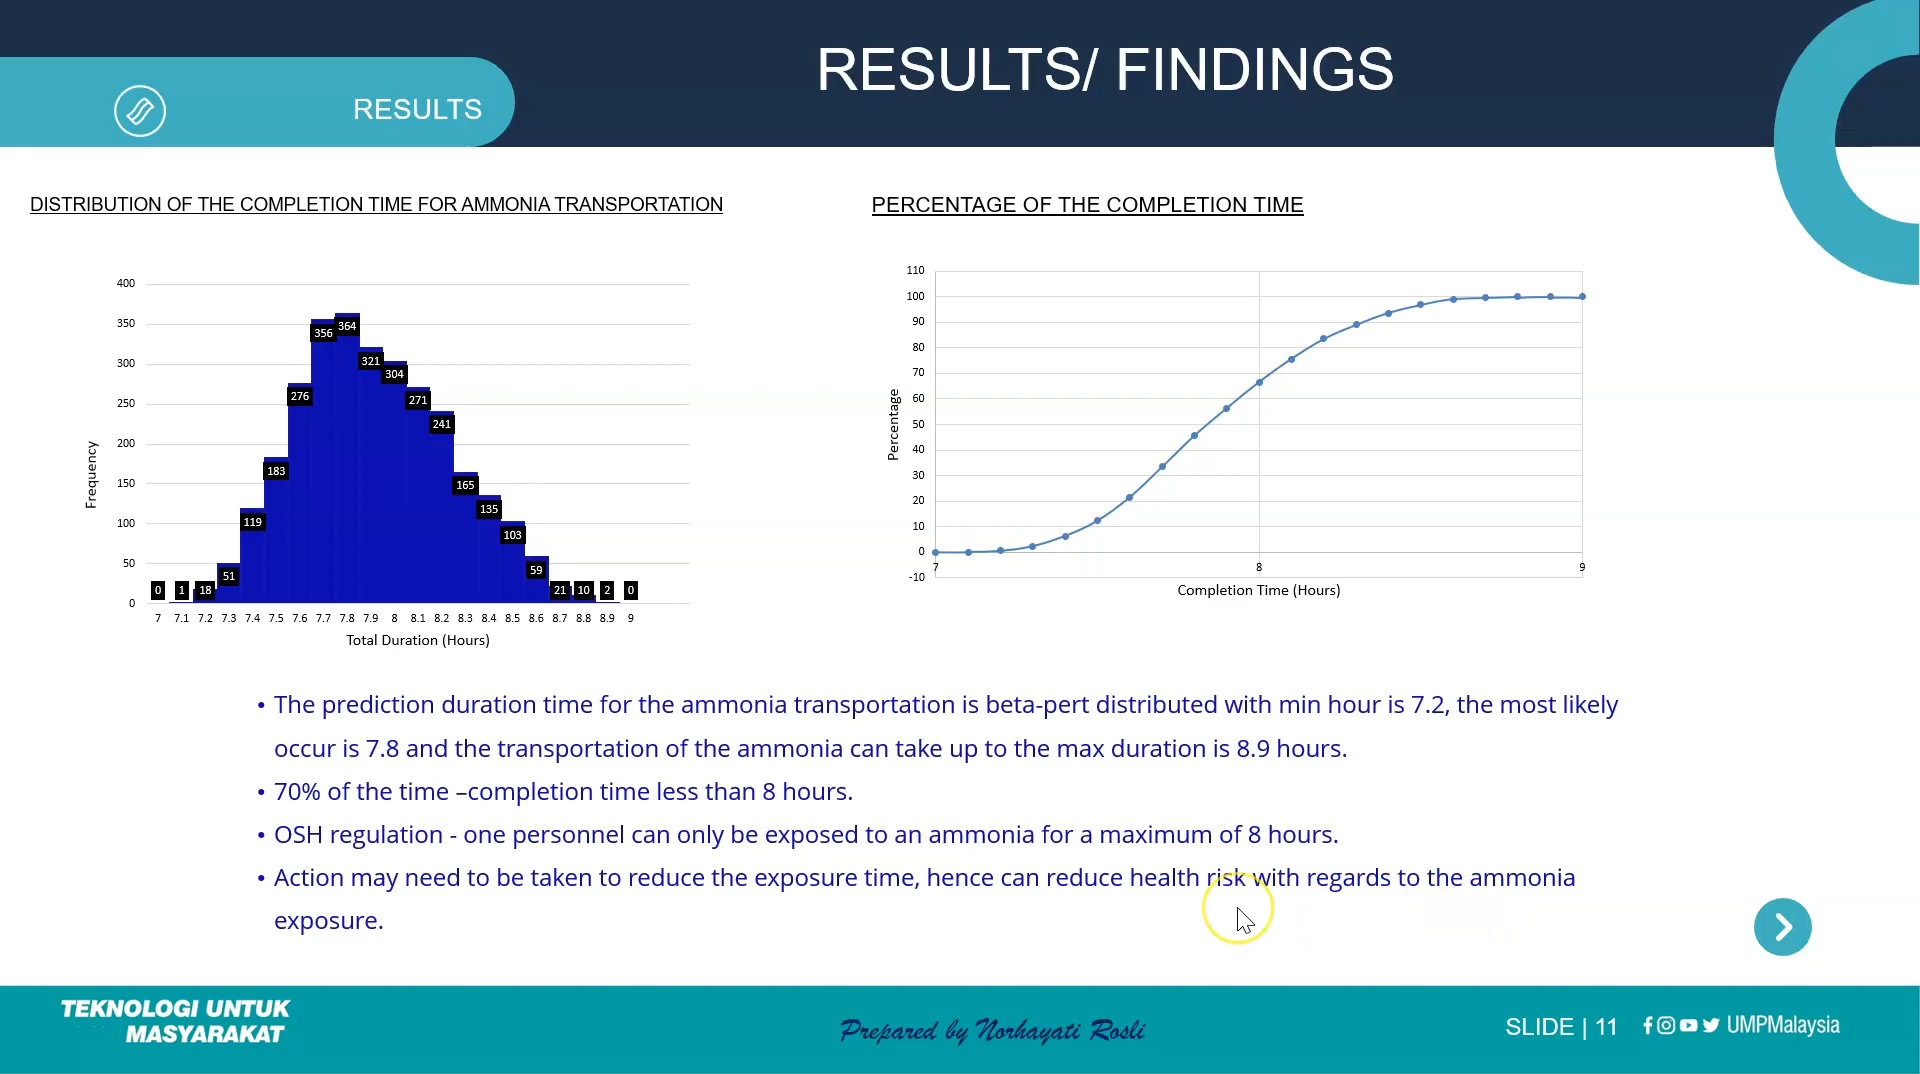 RESULTS/ FINDINGS
RESULTS
DISTRIBUTION OF THE COMPLETION TIME FOR AMMONIA TRANSPORTATION
400
350
300
250
200
150
100
50
0
Frequency
0
1
18
51
119
183
276
356
364
321
304
271
241
165
135
103
59
21
10
2
0
7 7.1 7.2 7.3 7.4 7.5 7.6 7.7 7.8 7.9 8 8.1 8.2 8.3 8.4 8.5 8.6 8.7 8.8 8.9 9
Total Duration (Hours)
PERCENTAGE OF THE COMPLETION TIME
110
100
90
80
70
60
50
40
30
20
10
0
-10
Percentage
7 8 9
Completion Time (Hours)
• The prediction duration time for the ammonia transportation is beta-pert distributed with min hour is 7.2, the most likely
occur is 7.8 and the transportation of the ammonia can take up to the max duration is 8.9 hours.
• 70% of the time –completion time less than 8 hours.
• OSH regulation - one personnel can only be exposed to an ammonia for a maximum of 8 hours.
• Action may need to be taken to reduce the exposure time, hence can reduce health risk with regards to the ammonia
exposure.
TEKNOLOGI UNTUK
MASYARAKAT
Prepared by Norhayati Rosli
SLIDE | 11
UMPMalaysia